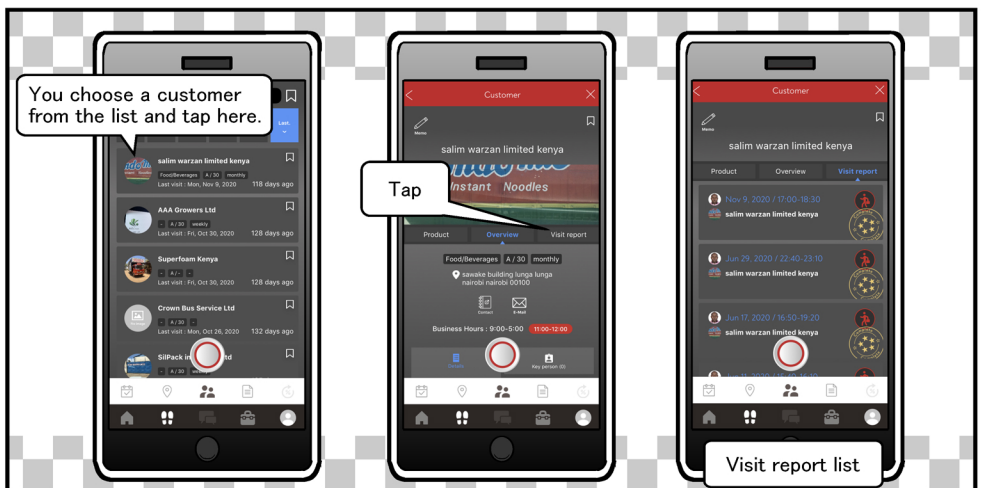 You choose a customer
from the list and tap here.
Last.
salim warzan limited kenya
Food/Beverages A / 30 monthly
Last visit : Mon, Nov 9, 2020 118 days ago
AAA Growers Ltd
- A / 30 weekly
Last visit : Fri, Oct 30, 2020 128 days ago
Superfoam Kenya
- A / - -
Last visit : Fri, Oct 30, 2020 128 days ago
Crown Bus Service Ltd
- A / 30 -
Last visit : Mon, Oct 26, 2020 132 days ago
SilPack in
- A / 30
Customer
Memo
salim warzan limited kenya
Instant Noodles
Tap
Product Overview Visit report
Food/Beverages A / 30 monthly
sawake building lunga lunga
nairobi nairobi 00100
Contact E-Mail
Business Hours : 9:00-5:00 11:00-12:00
Details Key person (0)
Customer
Memo
salim warzan limited kenya
Product Overview Visit report
Nov 9, 2020 / 17:00-18:30
salim warzan limited kenya
Jun 29, 2020 / 22:40-23:10
salim warzan limited kenya
Jun 17, 2020 / 16:50-19:20
salim warzan limited kenya
Visit report list